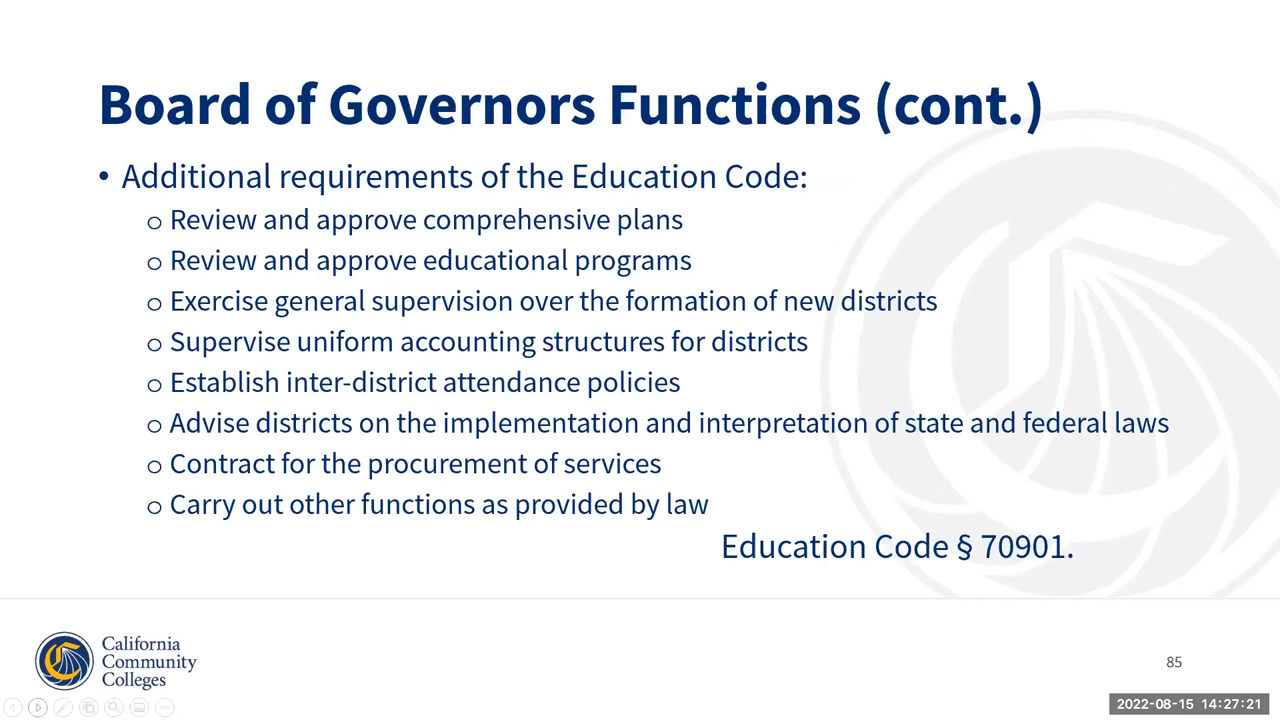 Board of Governors Functions (cont.)
• Additional requirements of the Education Code:
o Review and approve comprehensive plans
o Review and approve educational programs
o Exercise general supervision over the formation of new districts
o Supervise uniform accounting structures for districts
o Establish inter-district attendance policies
o Advise districts on the implementation and interpretation of state and federal laws
o Contract for the procurement of services
o Carry out other functions as provided by law
Education Code § 70901.
California
Community
Colleges
85
2022-08-15 14:27:21